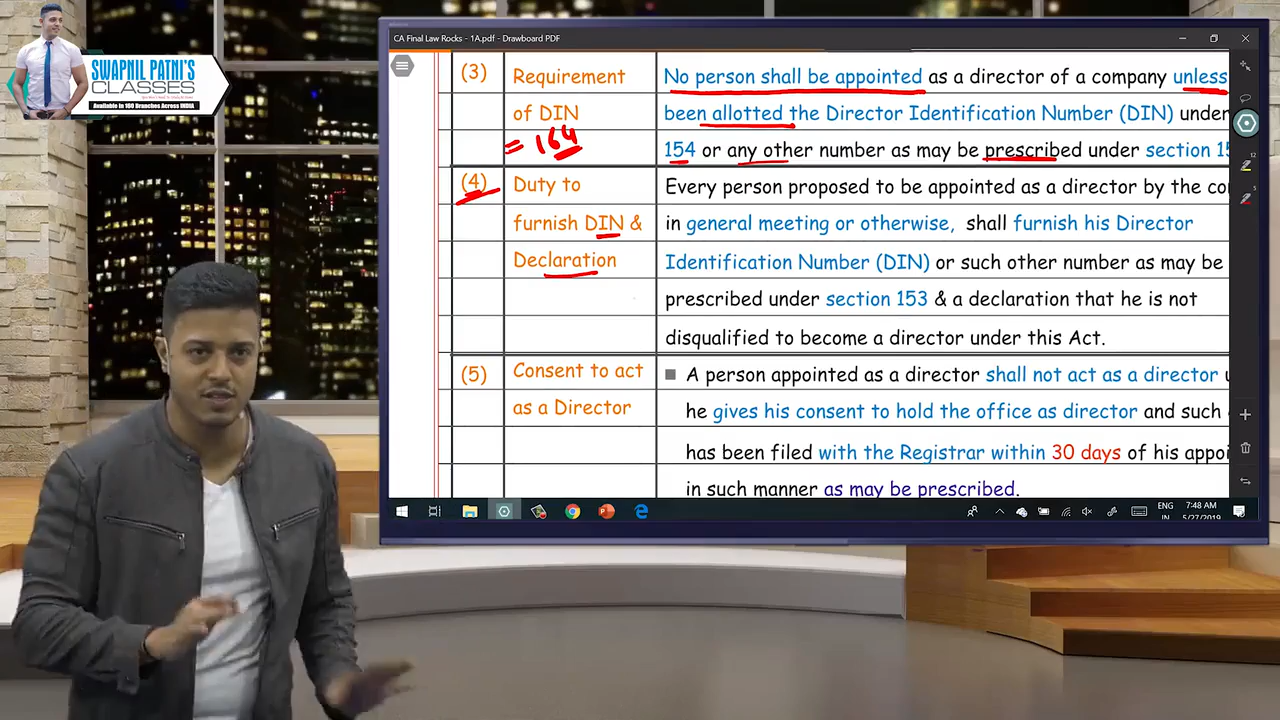 SWAPNIL PATNI'S
CLASSES
Available in 160 Branches Across INDIA
CA Final Law Rocks - 1A.pdf - Drawboard PDF
(3) Requirement No person shall be appointed as a director of a company unless
of DIN been allotted the Director Identification Number (DIN) under
= 164 154 or any other number as may be prescribed under section 15
(4) Duty to Every person proposed to be appointed as a director by the co
furnish DIN & in general meeting or otherwise, shall furnish his Director
Declaration Identification Number (DIN) or such other number as may be
prescribed under section 153 & a declaration that he is not
disqualified to become a director under this Act.
(5) Consent to act ■ A person appointed as a director shall not act as a director
as a Director he gives his consent to hold the office as director and such
has been filed with the Registrar within 30 days of his appoi
in such manner as may be prescribed.
ENG 7:48 AM
IN 5/27/2019